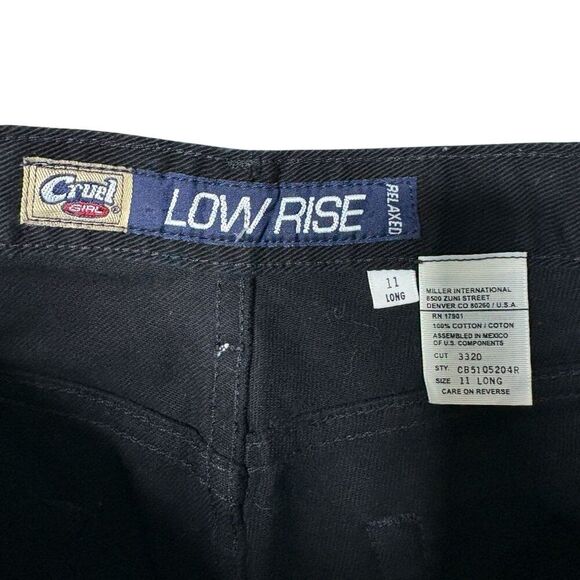 Cruel
GIRL ®
LOW RISE
RELAXED
11
LONG
MILLER INTERNATIONAL
8500 ZUNI STREET
DENVER CO 80260 / U.S.A
RN 17901
100% COTTON / COTON
ASSEMBLED IN MEXICO
OF U.S. COMPONENTS
CUT 3320
STY. CB5105204R
SIZE 11 LONG
CARE ON REVERSE